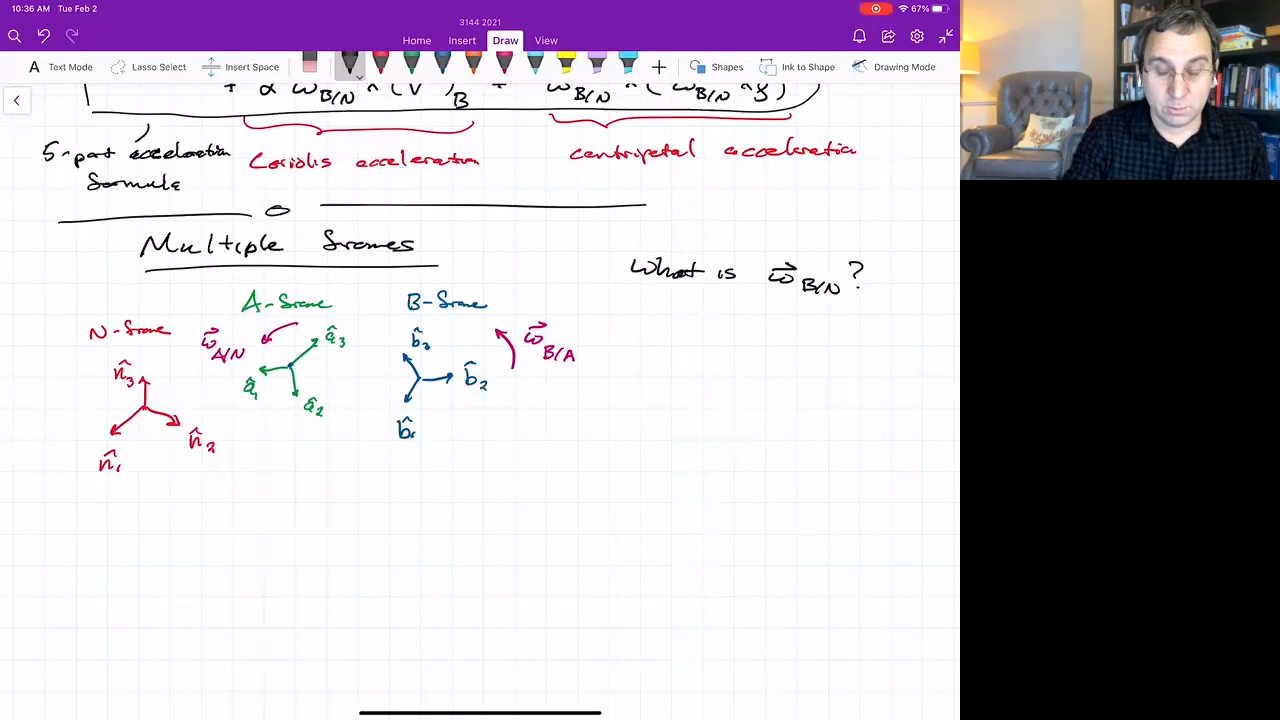 10:36 AM Tue Feb 2
67%
3144 2021
Home Insert Draw View
Text Mode Lasso Select Insert Space Shapes Ink to Shape Drawing Mode
+ 2 ω⃗ B/N × (v )B + ω⃗ B/N × (ω⃗ B/N × ρ)
5-part acceleration
formula
Coriolis acceleration
centripetal acceleration
Multiple Frames
What is ω⃗ B/N ?
A-Frame
B-Frame
N-Frame
ω⃗ A/N
â3
b̂3
ω⃗ B/A
n̂3
â1
â2
b̂2
b̂1
n̂2
n̂1